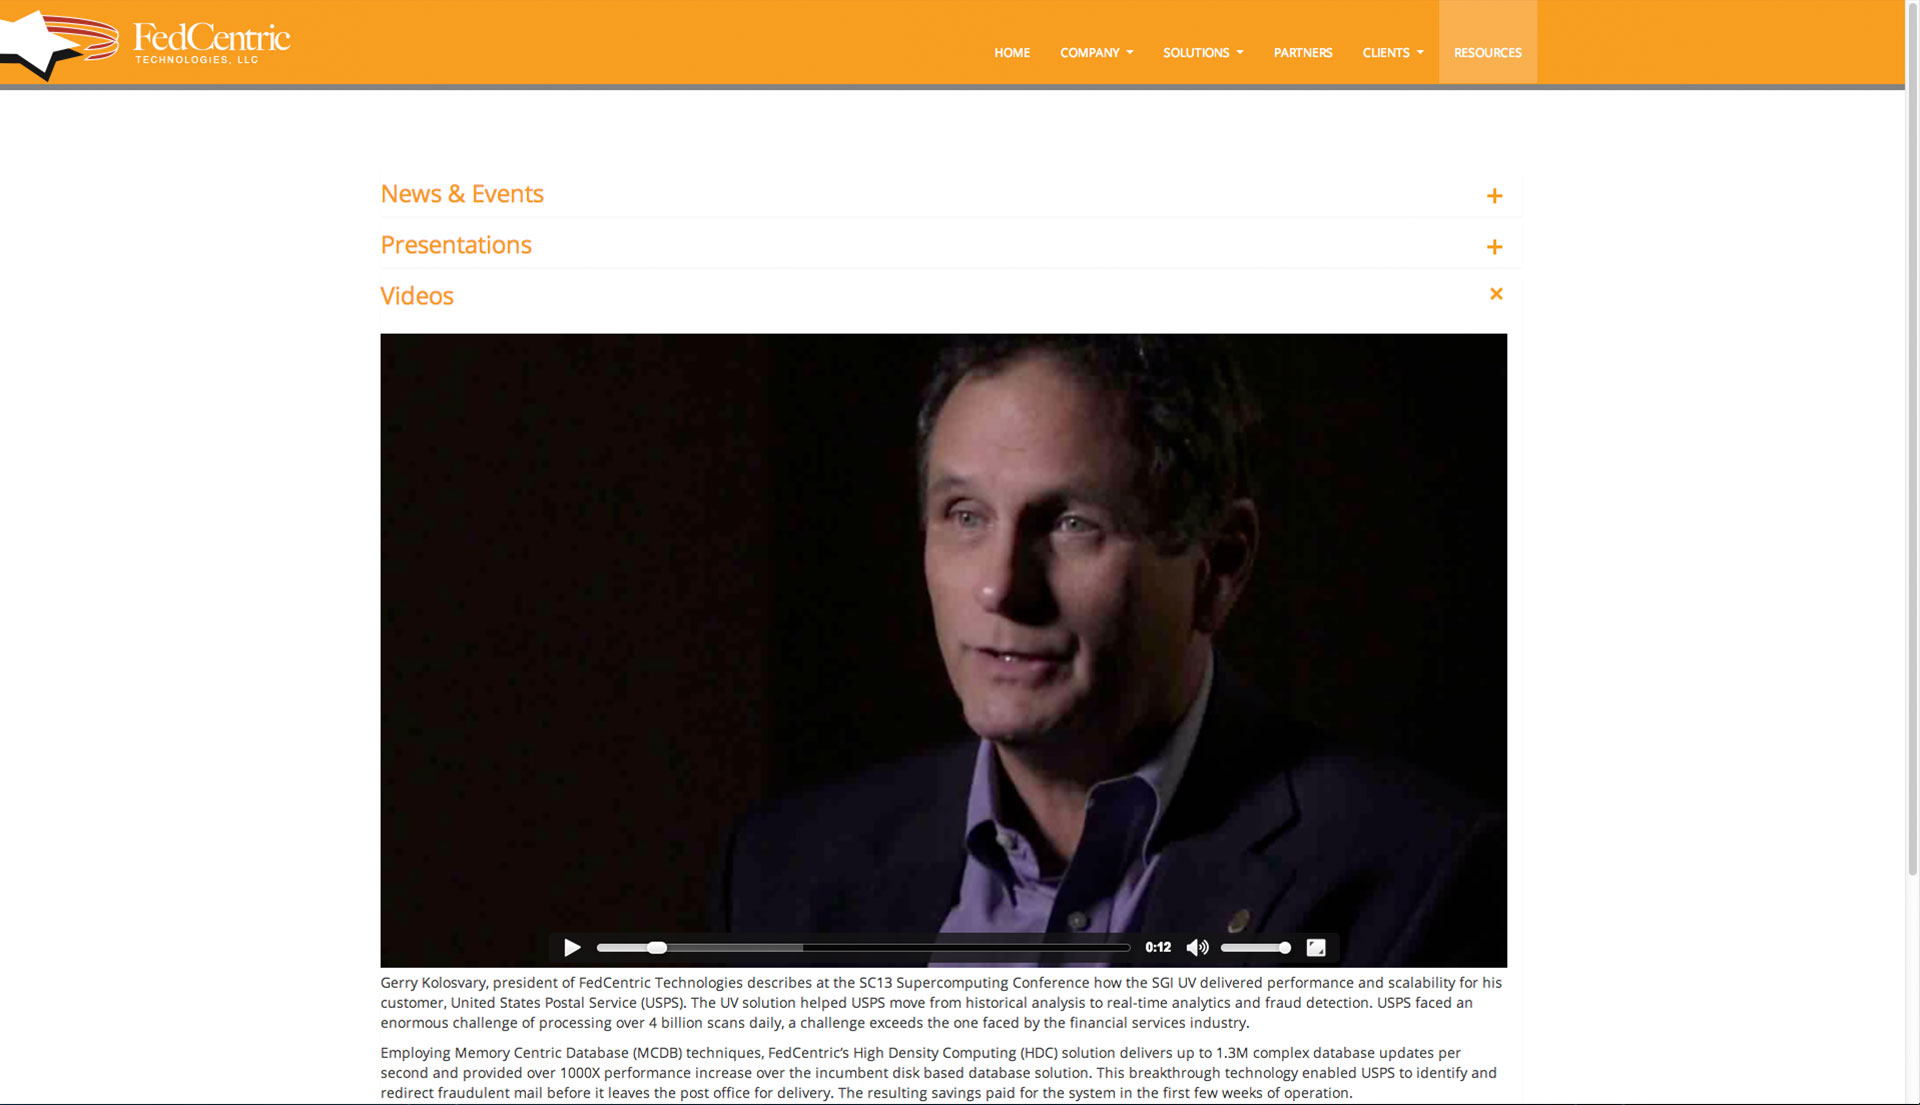 FedCentric
TECHNOLOGIES, LLC
HOME COMPANY SOLUTIONS PARTNERS CLIENTS RESOURCES
News & Events
Presentations
Videos
0:12
Gerry Kolosvary, president of FedCentric Technologies describes at the SC13 Supercomputing Conference how the SGI UV delivered performance and scalability for his
customer, United States Postal Service (USPS). The UV solution helped USPS move from historical analysis to real-time analytics and fraud detection. USPS faced an
enormous challenge of processing over 4 billion scans daily, a challenge exceeds the one faced by the financial services industry.
Employing Memory Centric Database (MCDB) techniques, FedCentric’s High Density Computing (HDC) solution delivers up to 1.3M complex database updates per
second and provided over 1000X performance increase over the incumbent disk based database solution. This breakthrough technology enabled USPS to identify and
redirect fraudulent mail before it leaves the post office for delivery. The resulting savings paid for the system in the first few weeks of operation.